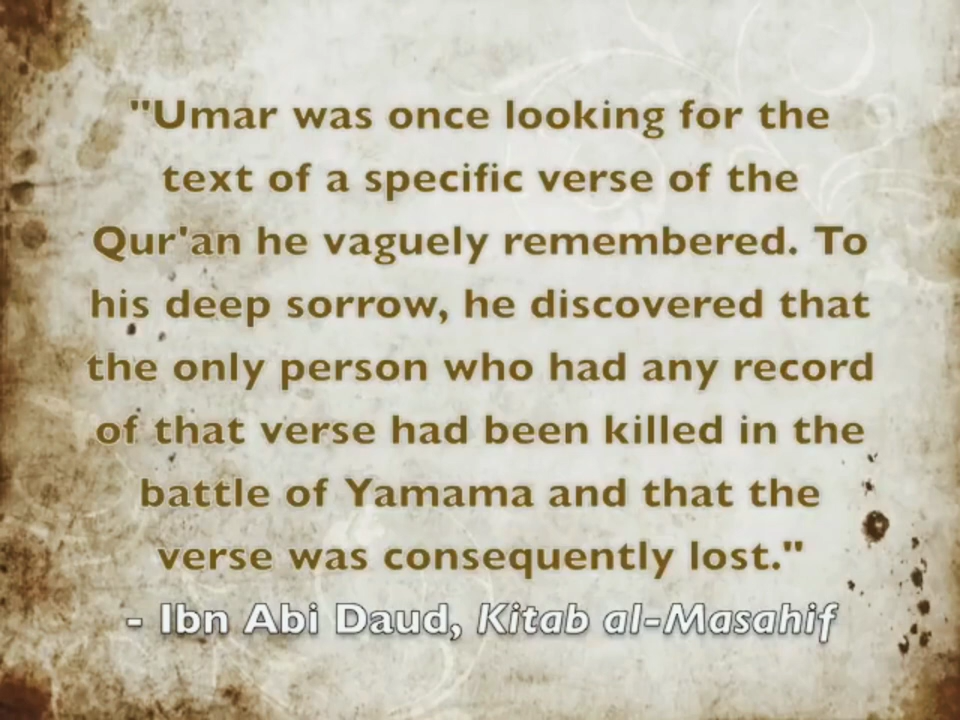 "Umar was once looking for the
text of a specific verse of the
Qur'an he vaguely remembered. To
his deep sorrow, he discovered that
the only person who had any record
of that verse had been killed in the
battle of Yamama and that the
verse was consequently lost."
- Ibn Abi Daud, Kitab al-Masahif